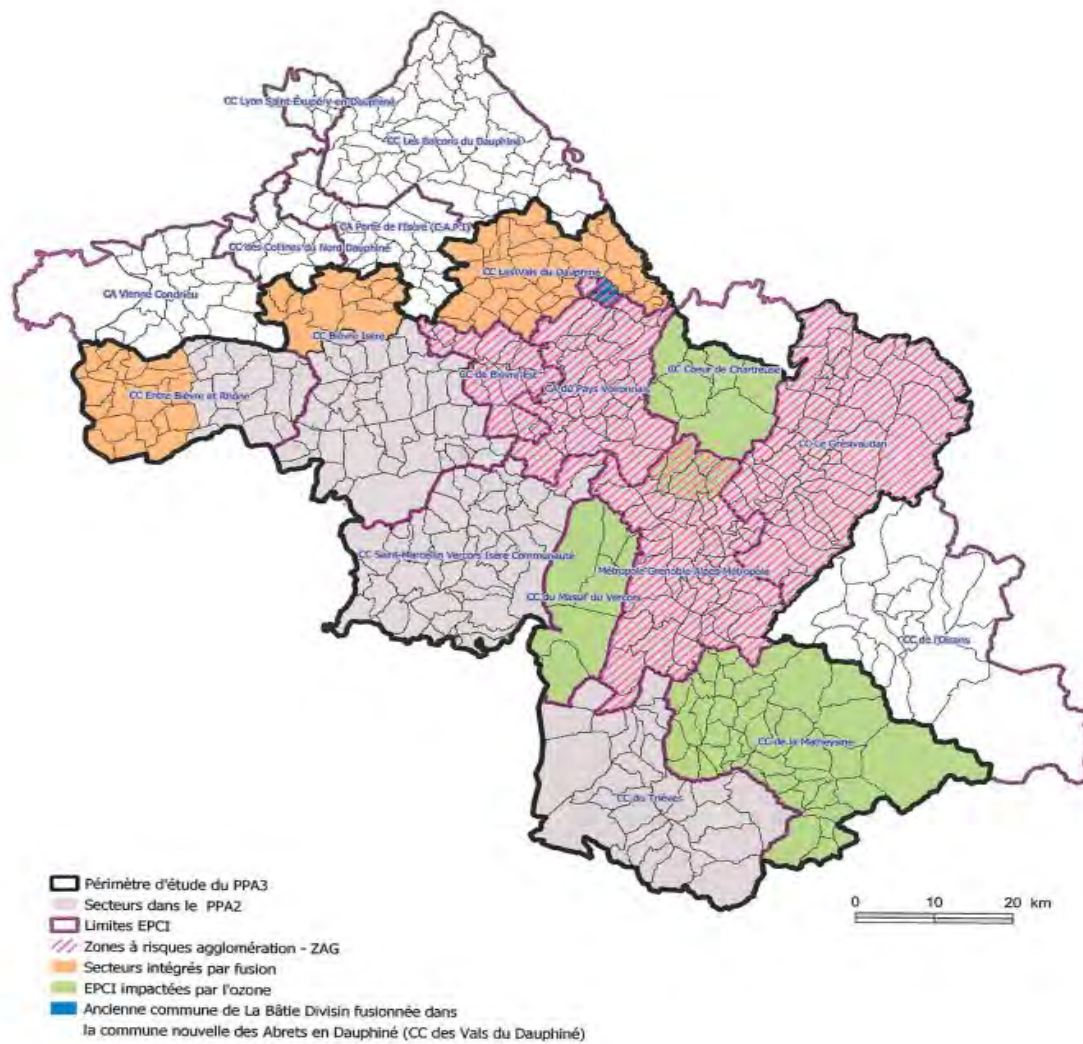 CC Lyon Saint-Exupéry en Dauphiné
CC Les Balcons du Dauphiné
CA Porte de l'Isère (C.A.P.I)
CC des Collines du Nord Dauphiné
CC Les Vals du Dauphiné
CA Vienne Condrieu
CC Bièvre Isère
CC Entre Bièvre et Rhône
CC de Bièvre Est
CA du Pays Voironnais
CC Coeur de Chartreuse
CC Le Grésivaudan
CC Saint-Marcellin Vercors Isère Communauté
Métropole Grenoble-Alpes-Métropole
CC du Massif du Vercors
CC de l'Oisans
CC de la Matheysine
CC du Trièves
Périmètre d'étude du PPA3
Secteurs dans le PPA2
Limites EPCI
Zones à risques agglomération - ZAG
Secteurs intégrés par fusion
EPCI impactées par l'ozone
Ancienne commune de La Bâtie Divisin fusionnée dans
la commune nouvelle des Abrets en Dauphiné (CC des Vals du Dauphiné)
0 10 20 km